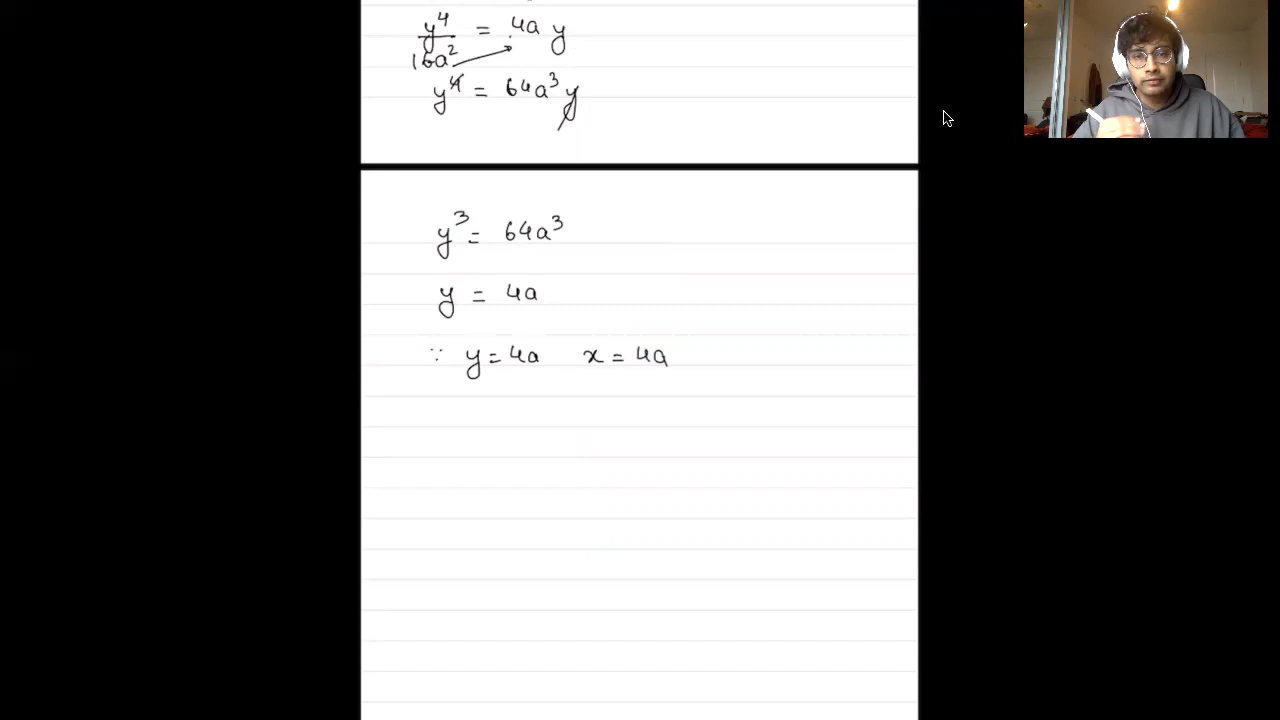 y⁴/16a² = 4a y
y⁴ = 64a³y
y³ = 64a³
y = 4a
∵ y = 4a x = 4a